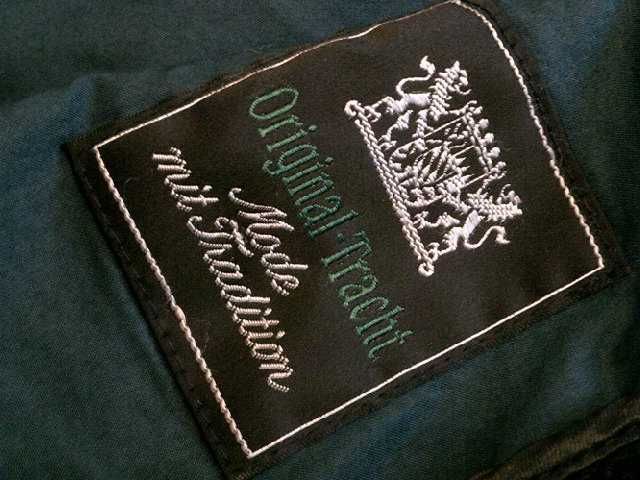 Original-Tracht
Mode
mit Tradition